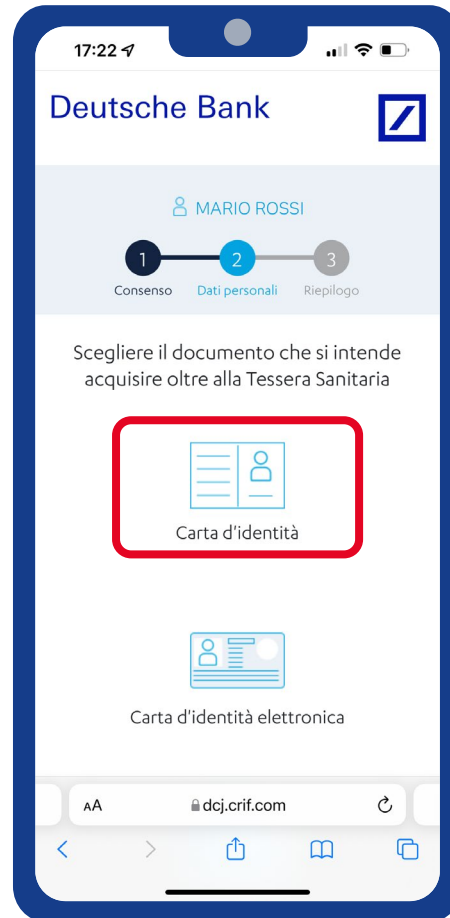 17:22
Deutsche Bank
MARIO ROSSI
1 2 3
Consenso Dati personali Riepilogo
Scegliere il documento che si intende
acquisire oltre alla Tessera Sanitaria
Carta d'identità
Carta d'identità elettronica
AA dcj.crif.com